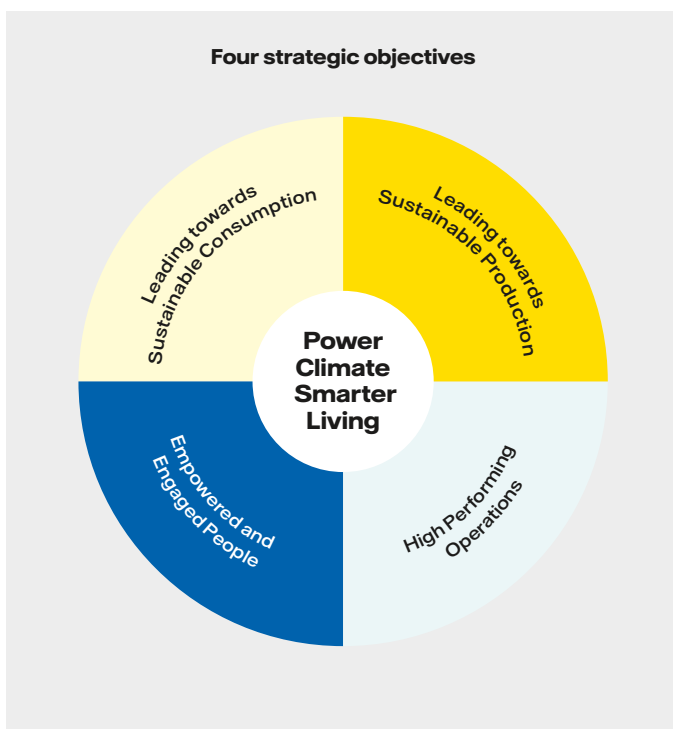 Four strategic objectives
Leading towards
Sustainable Consumption
Leading towards
Sustainable Production
Power
Climate
Smarter
Living
Empowered and
Engaged People
High Performing
Operations